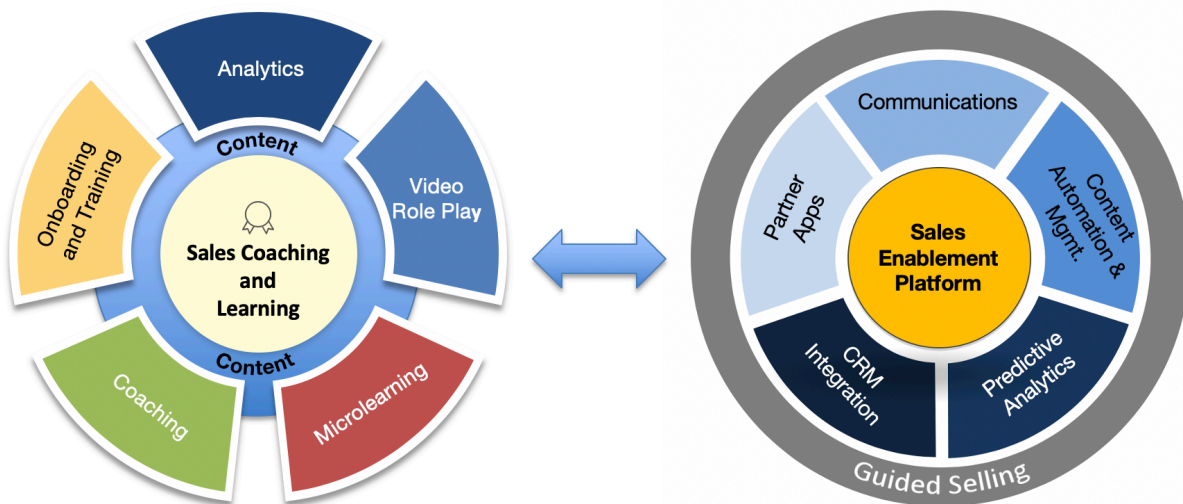 Analytics
Content
Video
Role Play
Onboarding
and Training
Sales Coaching
and
Learning
Content
Coaching
Microlearning
Communications
Content
Automation &
Mgmt.
Partner
Apps
Sales
Enablement
Platform
CRM
Integration
Predictive
Analytics
Guided Selling